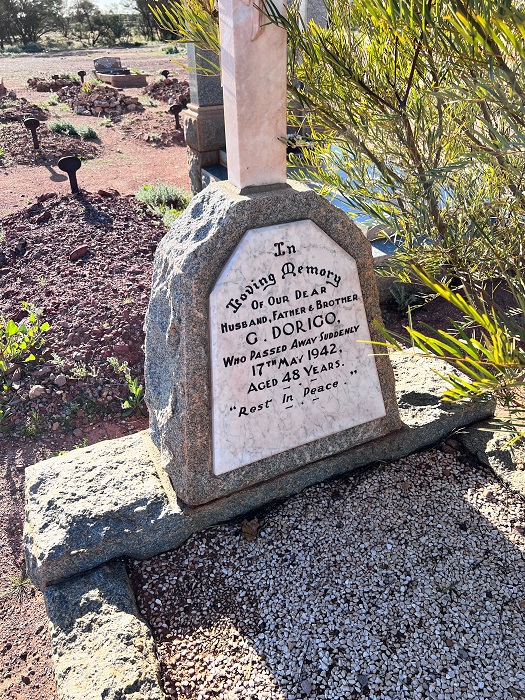 In
Loving Memory
Of Our Dear
Husband, Father & Brother
G. DORIGO,
Who Passed Away Suddenly
17TH May 1942,
Aged 48 Years.
"Rest In Peace."